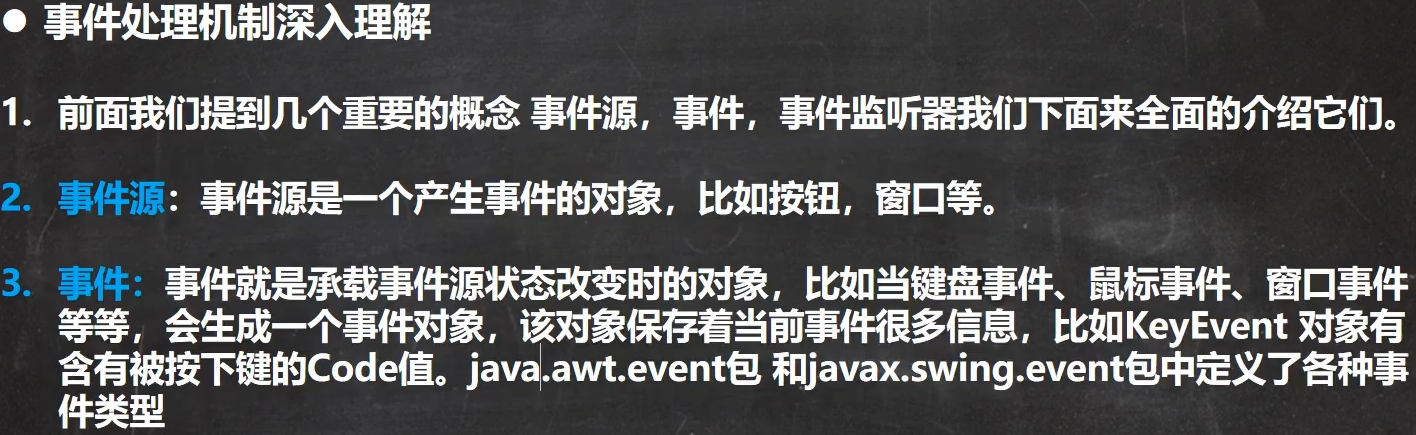 ● 事件处理机制深入理解
1. 前面我们提到几个重要的概念 事件源，事件，事件监听器我们下面来全面的介绍它们。
2. 事件源：事件源是一个产生事件的对象，比如按钮，窗口等。
3. 事件：事件就是承载事件源状态改变时的对象，比如当键盘事件、鼠标事件、窗口事件
等等，会生成一个事件对象，该对象保存着当前事件很多信息，比如KeyEvent 对象有
含有被按下键的Code值。java.awt.event包 和javax.swing.event包中定义了各种事
件类型